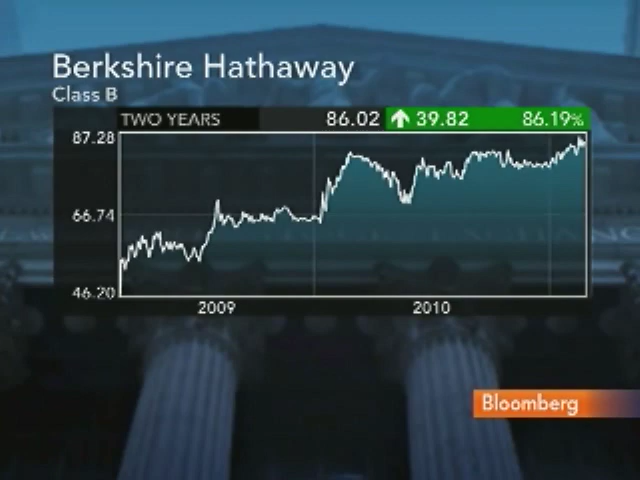 Berkshire Hathaway
Class B
TWO YEARS 86.02 39.82 86.19%
87.28
66.74
46.20
2009 2010
Bloomberg